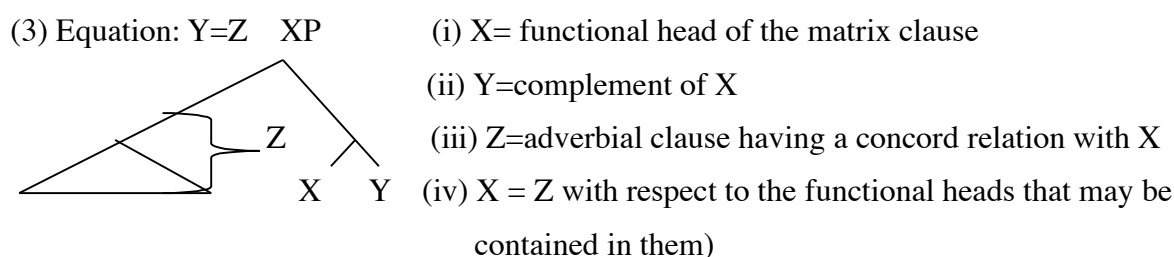 (3) Equation: Y=Z XP (i) X= functional head of the matrix clause
(ii) Y=complement of X
Z (iii) Z=adverbial clause having a concord relation with X
X Y (iv) X = Z with respect to the functional heads that may be
contained in them)